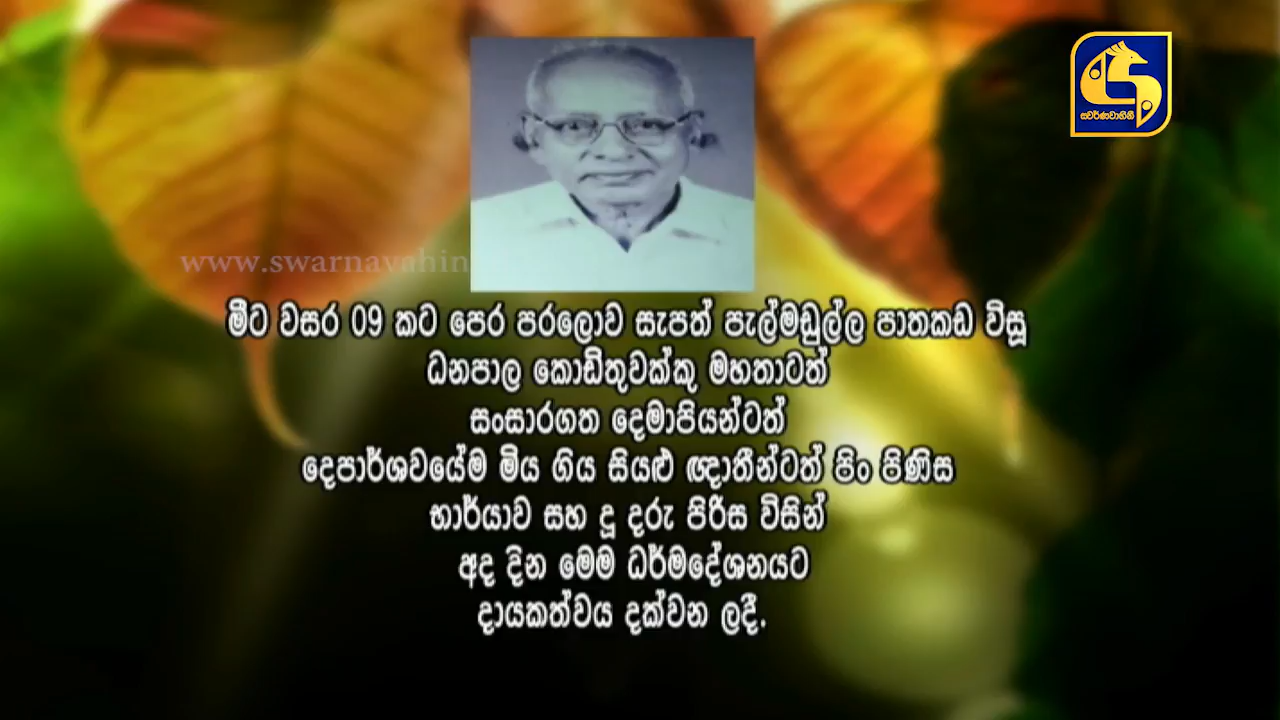 ස්වර්ණවාහිනී
www.swarnavahin
මීට වසර 09 කට පෙර පරලොව සැපත් පැල්මඩුල්ල පාතකඩ විසූ
ධනපාල කොඩිතුවක්කු මහතාටත්
සංසාරගත දෙමාපියන්ටත්
දෙපාර්ශවයේම මිය ගිය සියළු ඥාතීන්ටත් පිං පිණිස
භාර්යාව සහ දූ දරු පිරිස විසින්
අද දින මෙම ධර්මදේශනයට
දායකත්වය දක්වන ලදී.